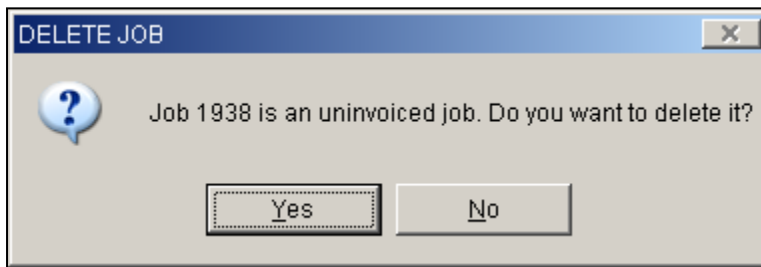 DELETE JOB
Job 1938 is an uninvoiced job. Do you want to delete it?
Yes
No